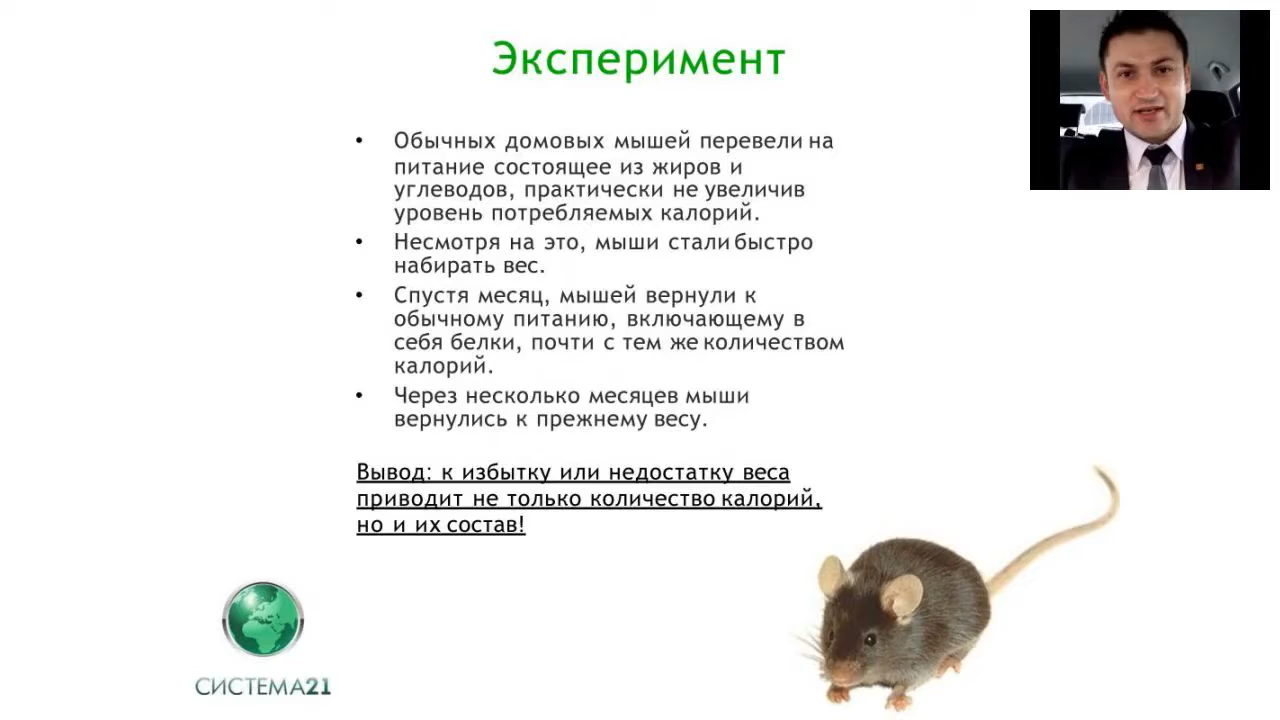 Эксперимент
• Обычных домовых мышей перевели на
питание состоящее из жиров и
углеводов, практически не увеличив
уровень потребляемых калорий.
• Несмотря на это, мыши стали быстро
набирать вес.
• Спустя месяц, мышей вернули к
обычному питанию, включающему в
себя белки, почти с тем же количеством
калорий.
• Через несколько месяцев мыши
вернулись к прежнему весу.
Вывод: к избытку или недостатку веса
приводит не только количество калорий,
но и их состав!
СИСТЕМА21